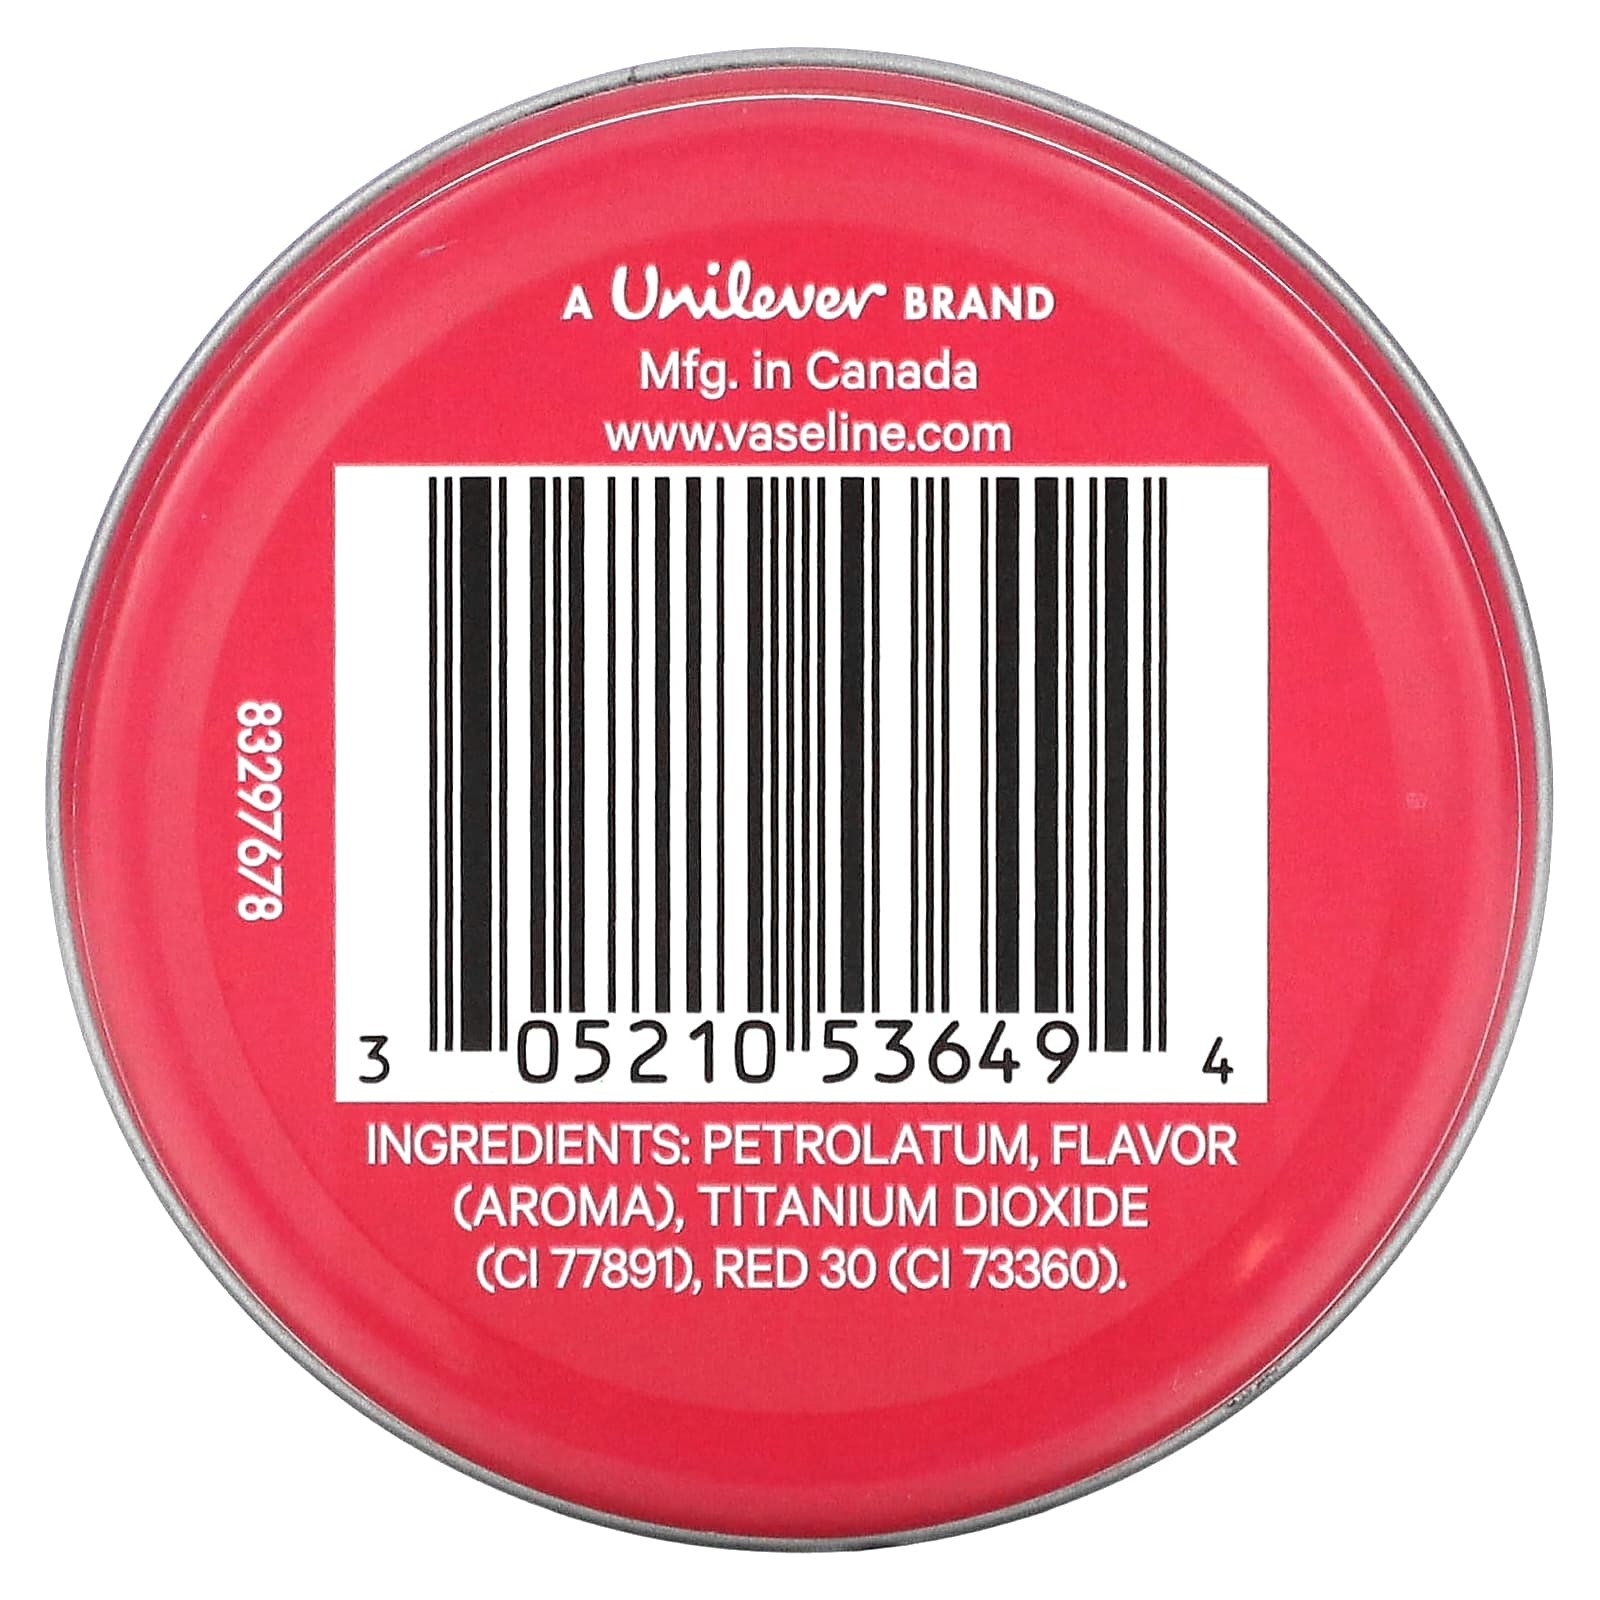 A Unilever BRAND
Mfg. in Canada
www.vaseline.com
83297678
3 05210 53649 4
INGREDIENTS: PETROLATUM, FLAVOR
(AROMA), TITANIUM DIOXIDE
(CI 77891), RED 30 (CI 73360).